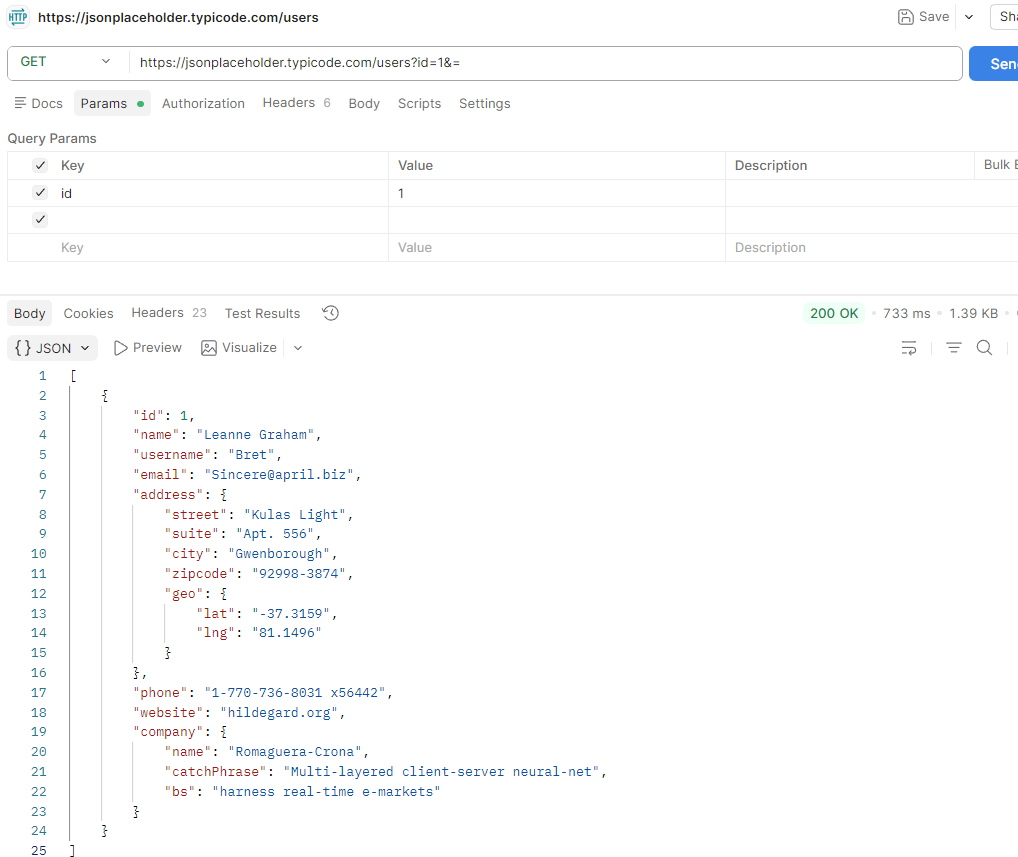 HTTP https://jsonplaceholder.typicode.com/users Save Sha
GET https://jsonplaceholder.typicode.com/users?id=1&= Sen
Docs Params Authorization Headers 6 Body Scripts Settings
Query Params
Key Value Description Bulk E
id 1
Key Value Description
Body Cookies Headers 23 Test Results 200 OK 733 ms 1.39 KB
{} JSON Preview Visualize
1 [
2 {
3 "id": 1,
4 "name": "Leanne Graham",
5 "username": "Bret",
6 "email": "Sincere@april.biz",
7 "address": {
8 "street": "Kulas Light",
9 "suite": "Apt. 556",
10 "city": "Gwenborough",
11 "zipcode": "92998-3874",
12 "geo": {
13 "lat": "-37.3159",
14 "lng": "81.1496"
15 }
16 },
17 "phone": "1-770-736-8031 x56442",
18 "website": "hildegard.org",
19 "company": {
20 "name": "Romaguera-Crona",
21 "catchPhrase": "Multi-layered client-server neural-net",
22 "bs": "harness real-time e-markets"
23 }
24 }
25 ]